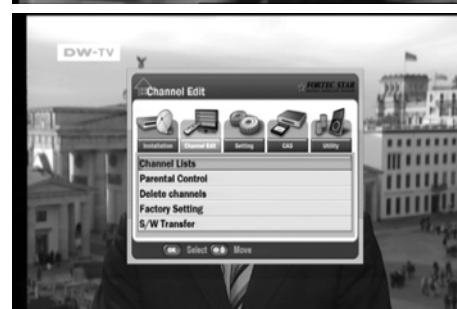 DW-TV
Channel Edit
FORTEC STAR
Installation Channel Edit Setting CAS Utility
Channel Lists
Parental Control
Delete channels
Factory Setting
S/W Transfer
OK Select Move